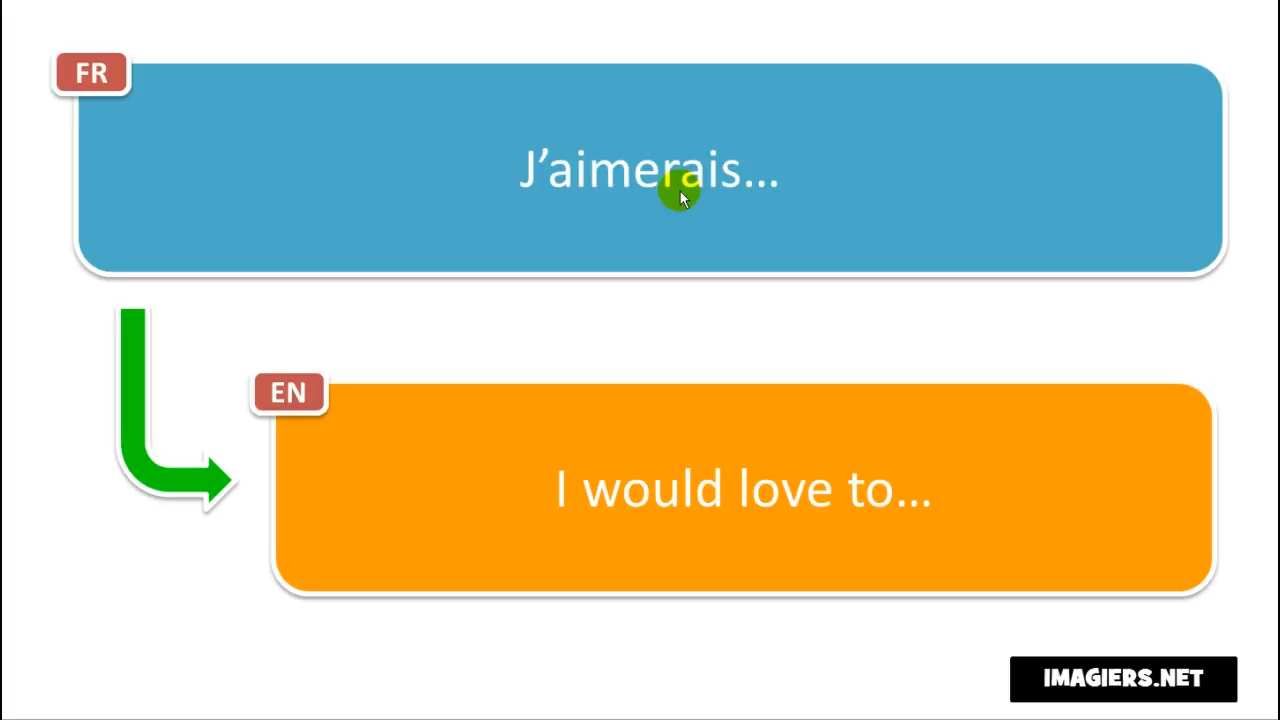 FR
J’aimerais…
EN
I would love to…
IMAGIERS.NET